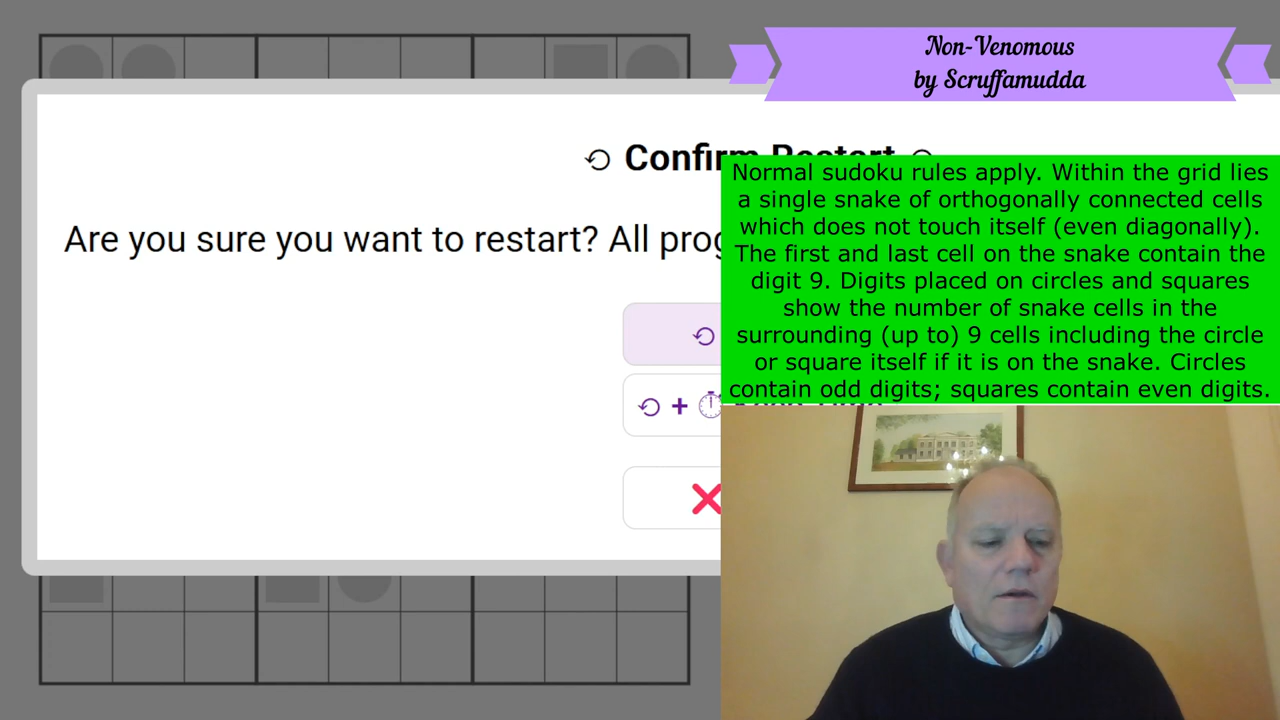 Non-Venomous
by Scruffamudda
Confirm Restart
Normal sudoku rules apply. Within the grid lies
a single snake of orthogonally connected cells
which does not touch itself (even diagonally).
The first and last cell on the snake contain the
digit 9. Digits placed on circles and squares
show the number of snake cells in the
surrounding (up to) 9 cells including the circle
or square itself if it is on the snake. Circles
contain odd digits; squares contain even digits.
Are you sure you want to restart? All